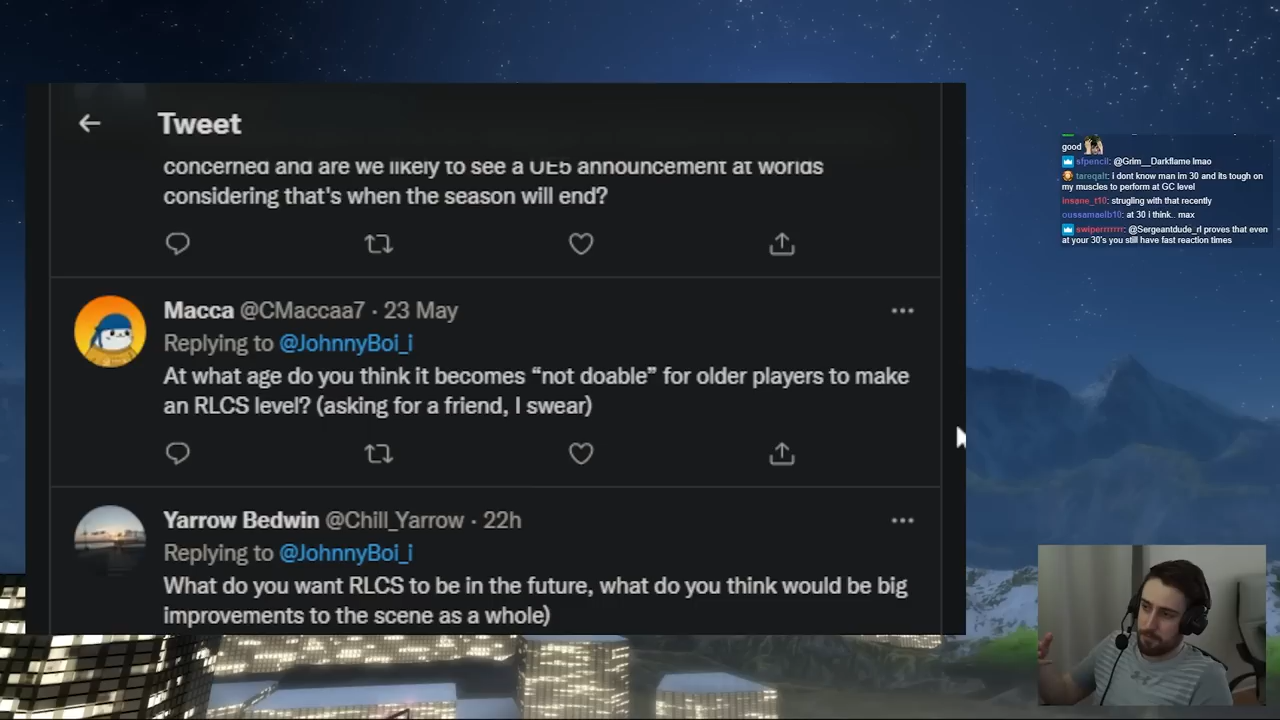 Tweet
concerned and are we likely to see a UE5 announcement at worlds
considering that's when the season will end?
Macca @CMaccaa7 · 23 May
Replying to @JohnnyBoi_i
At what age do you think it becomes “not doable” for older players to make
an RLCS level? (asking for a friend, I swear)
Yarrow Bedwin @Chill_Yarrow · 22h
Replying to @JohnnyBoi_i
What do you want RLCS to be in the future, what do you think would be big
improvements to the scene as a whole)
good
sfpencil: @Grim__Darkflame lmao
tareqalt: i dont know man im 30 and its tough on
my muscles to perform at GC level
insane_t10: strugling with that recently
oussamaelb10: at 30 i think.. max
swiperrrrrrr: @Sergeantdude_rl proves that even
at your 30's you still have fast reaction times